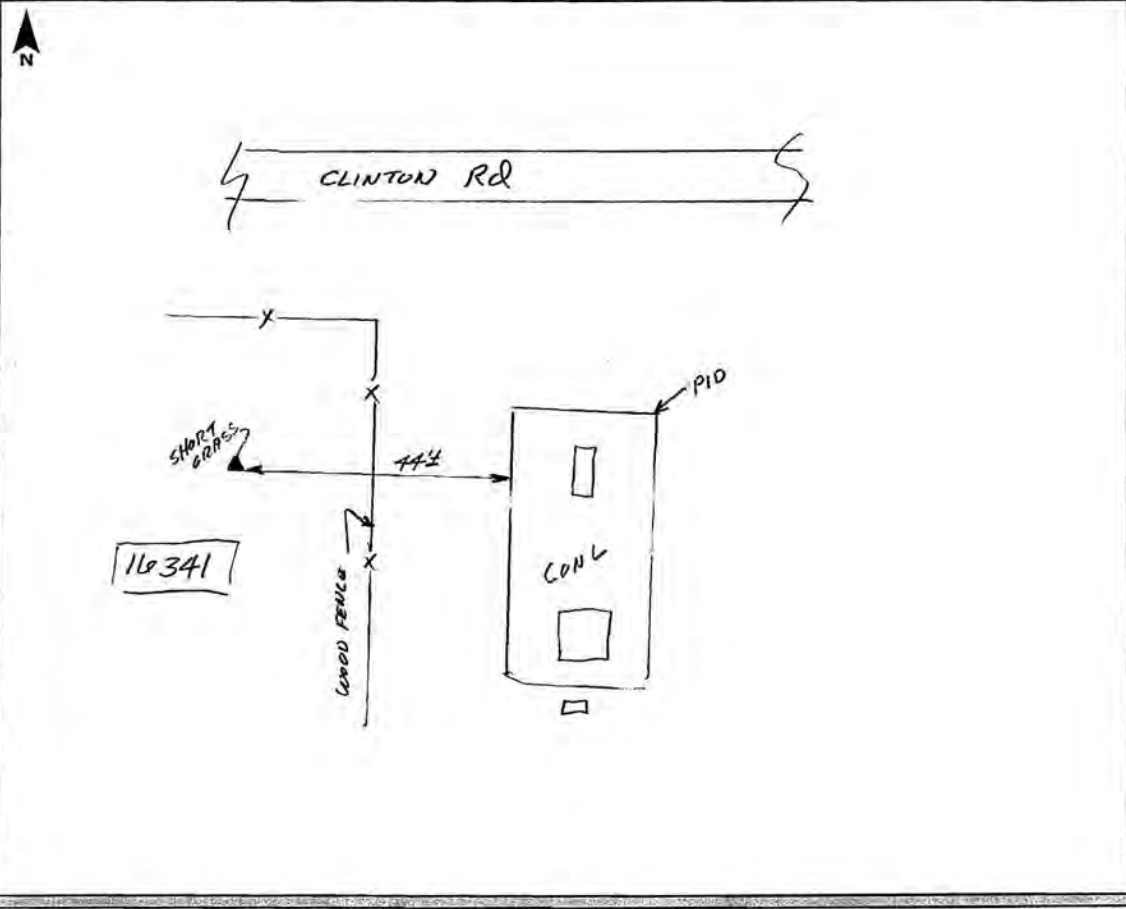 N
CLINTON Rd
PID
SHORT
GRASS
44'±
CONC
16341
WOOD FENCE